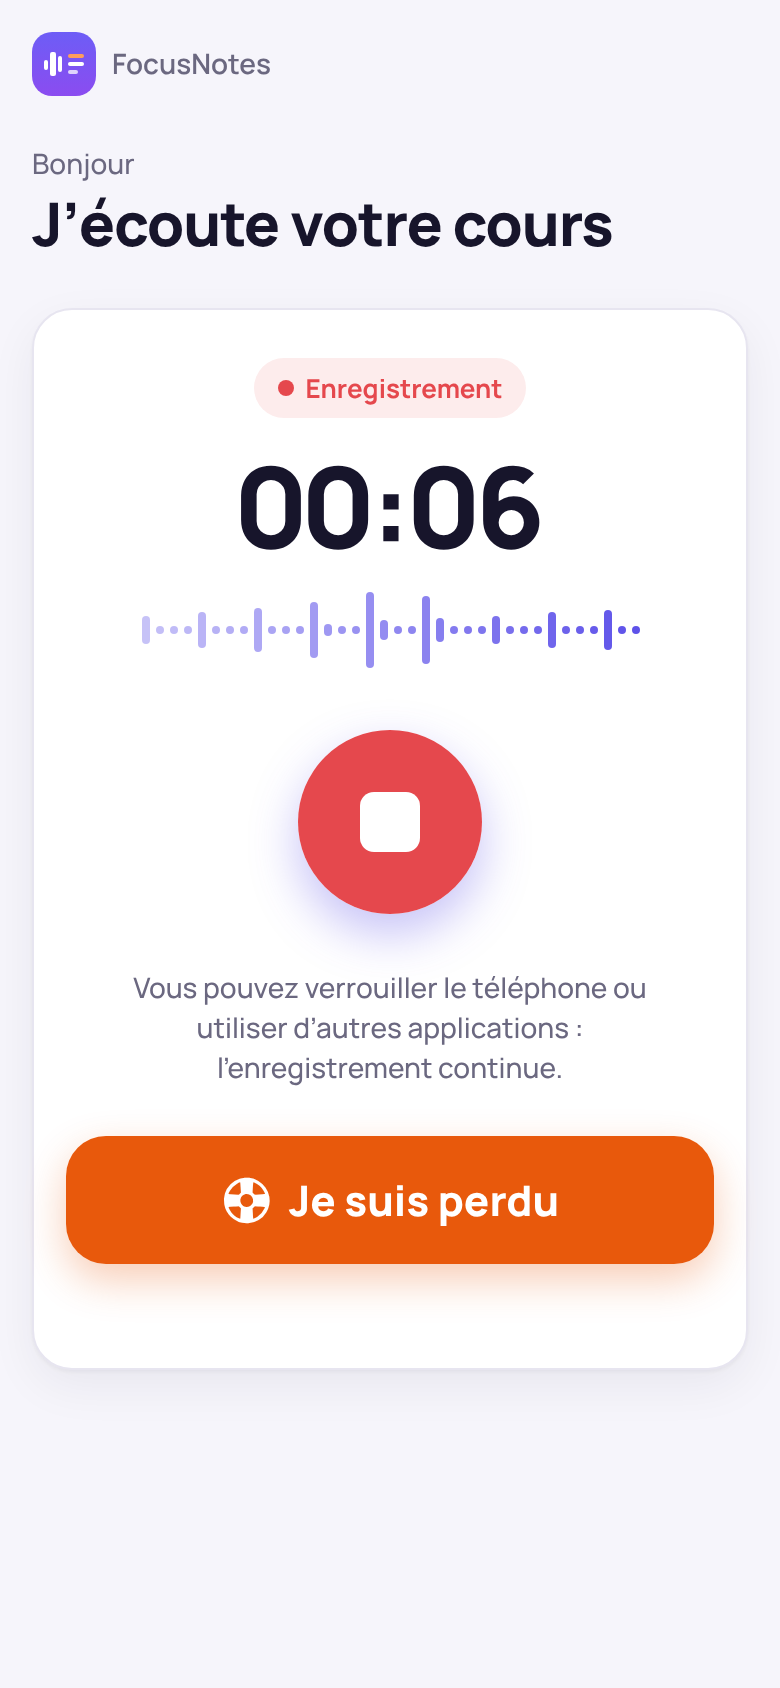 FocusNotes
Bonjour
J’écoute votre cours
Enregistrement
00:06
Vous pouvez verrouiller le téléphone ou
utiliser d’autres applications :
l’enregistrement continue.
Je suis perdu